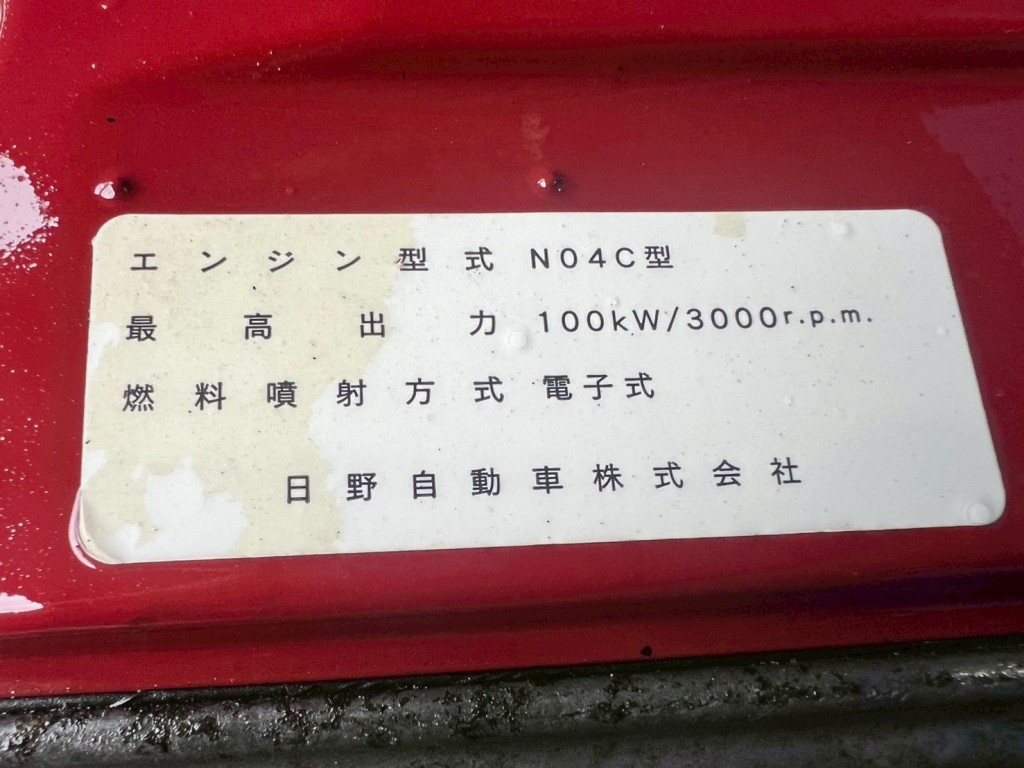 エンジン型式 N04C型
最高出力 100kW/3000r.p.m.
燃料噴射方式 電子式
日野自動車株式会社